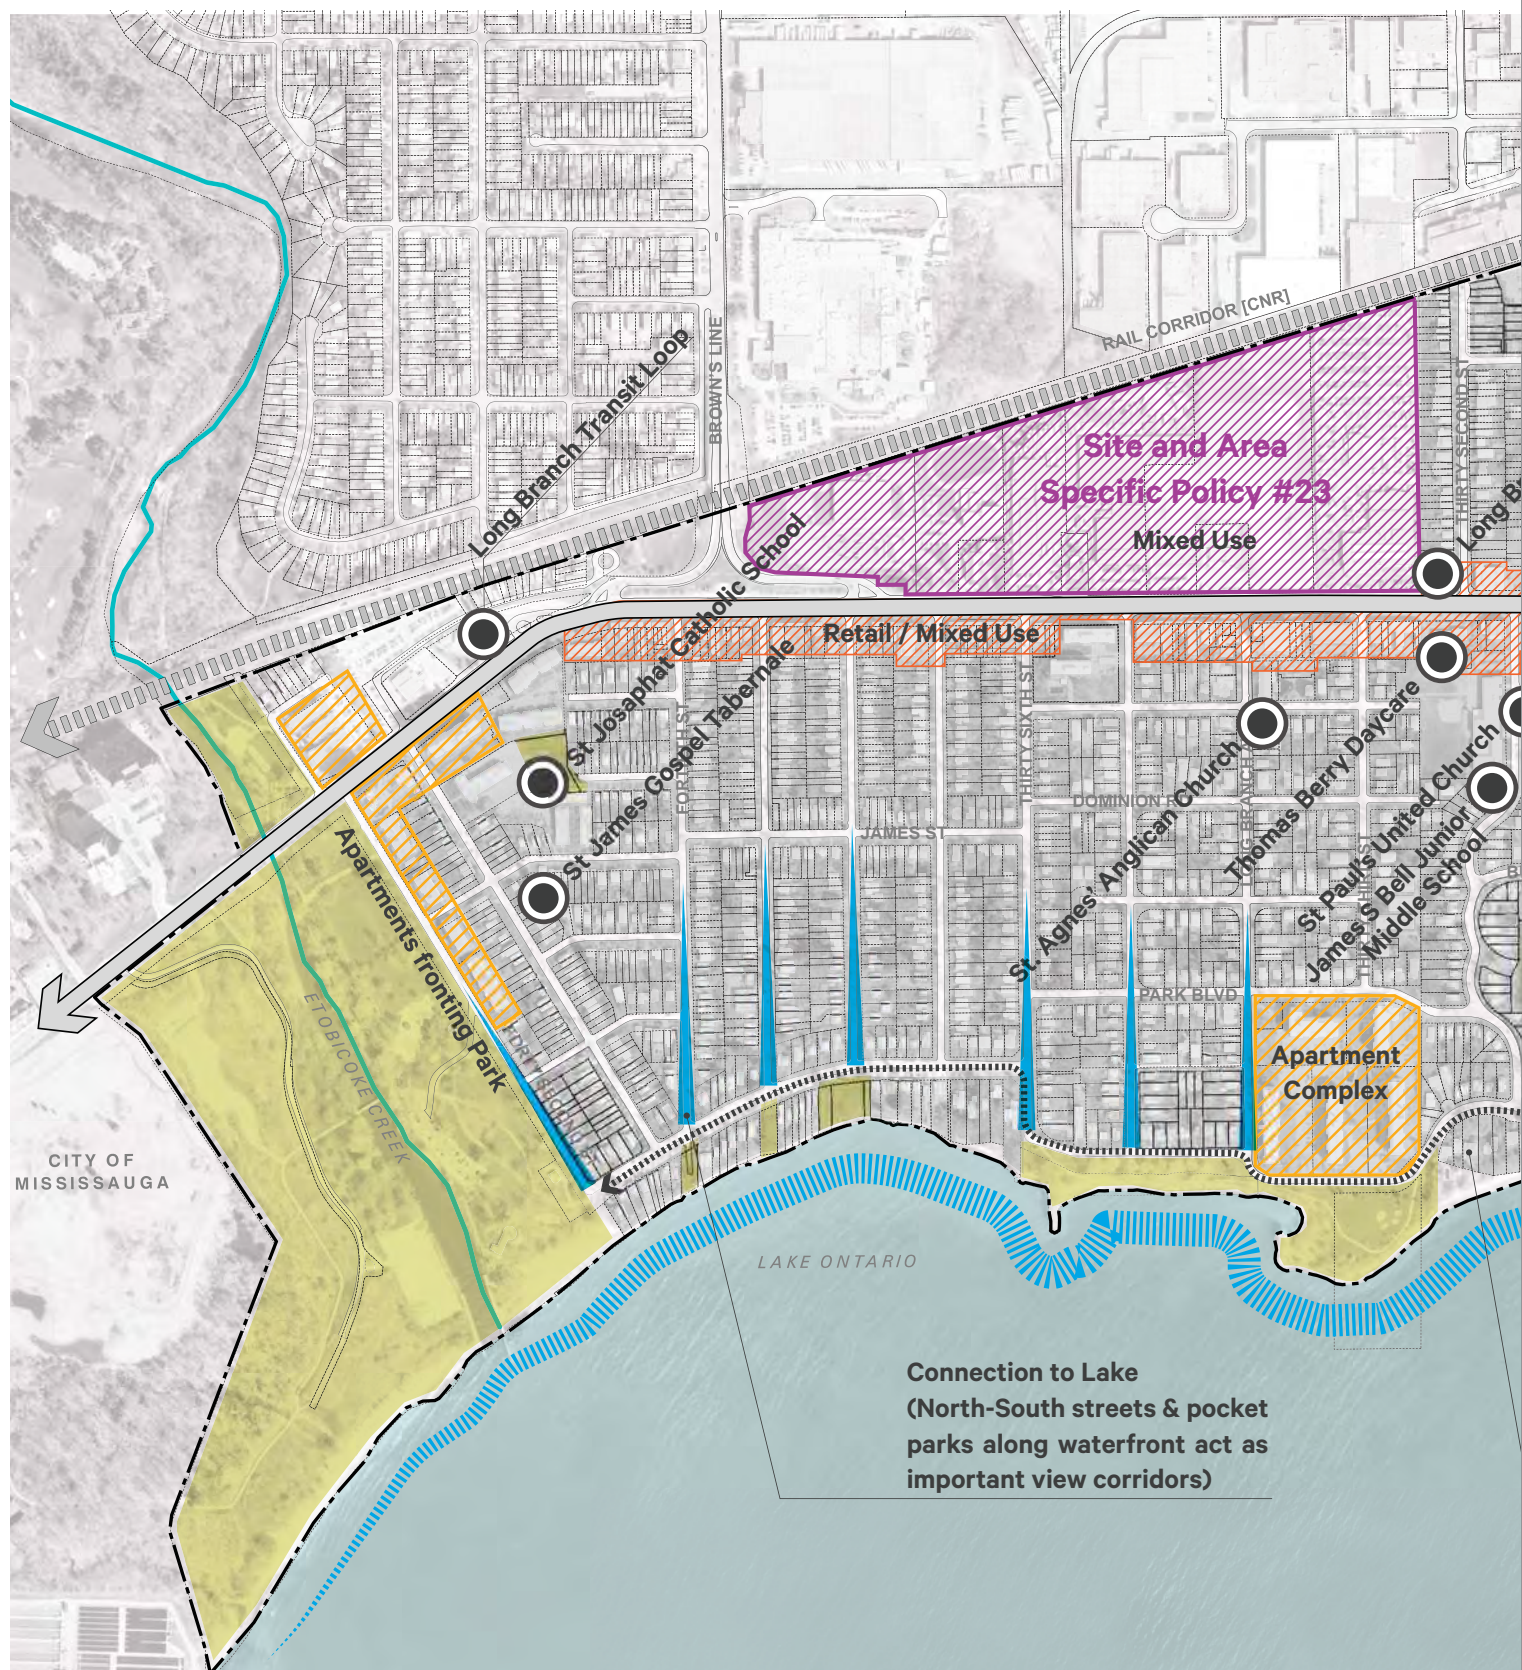 RAIL CORRIDOR [CNR]
BROWN'S LINE
Long Branch Transit Loop
THIRTY SECOND ST
Site and Area
Specific Policy #23
Mixed Use
Long B
Retail / Mixed Use
St Josaphat Catholic School
St James Gospel Tabernale
THIRTY SIXTH ST
DOMINION R
JAMES ST
St. Agnes' Anglican Church
Thomas Berry Daycare
St Paul's United Church
James S Bell Junior
Middle School
Apartments fronting Park
PARK BLVD
ETOBICOKE CREEK
Apartment
Complex
CITY OF
MISSISSAUGA
LAKE ONTARIO
Connection to Lake
(North-South streets & pocket
parks along waterfront act as
important view corridors)